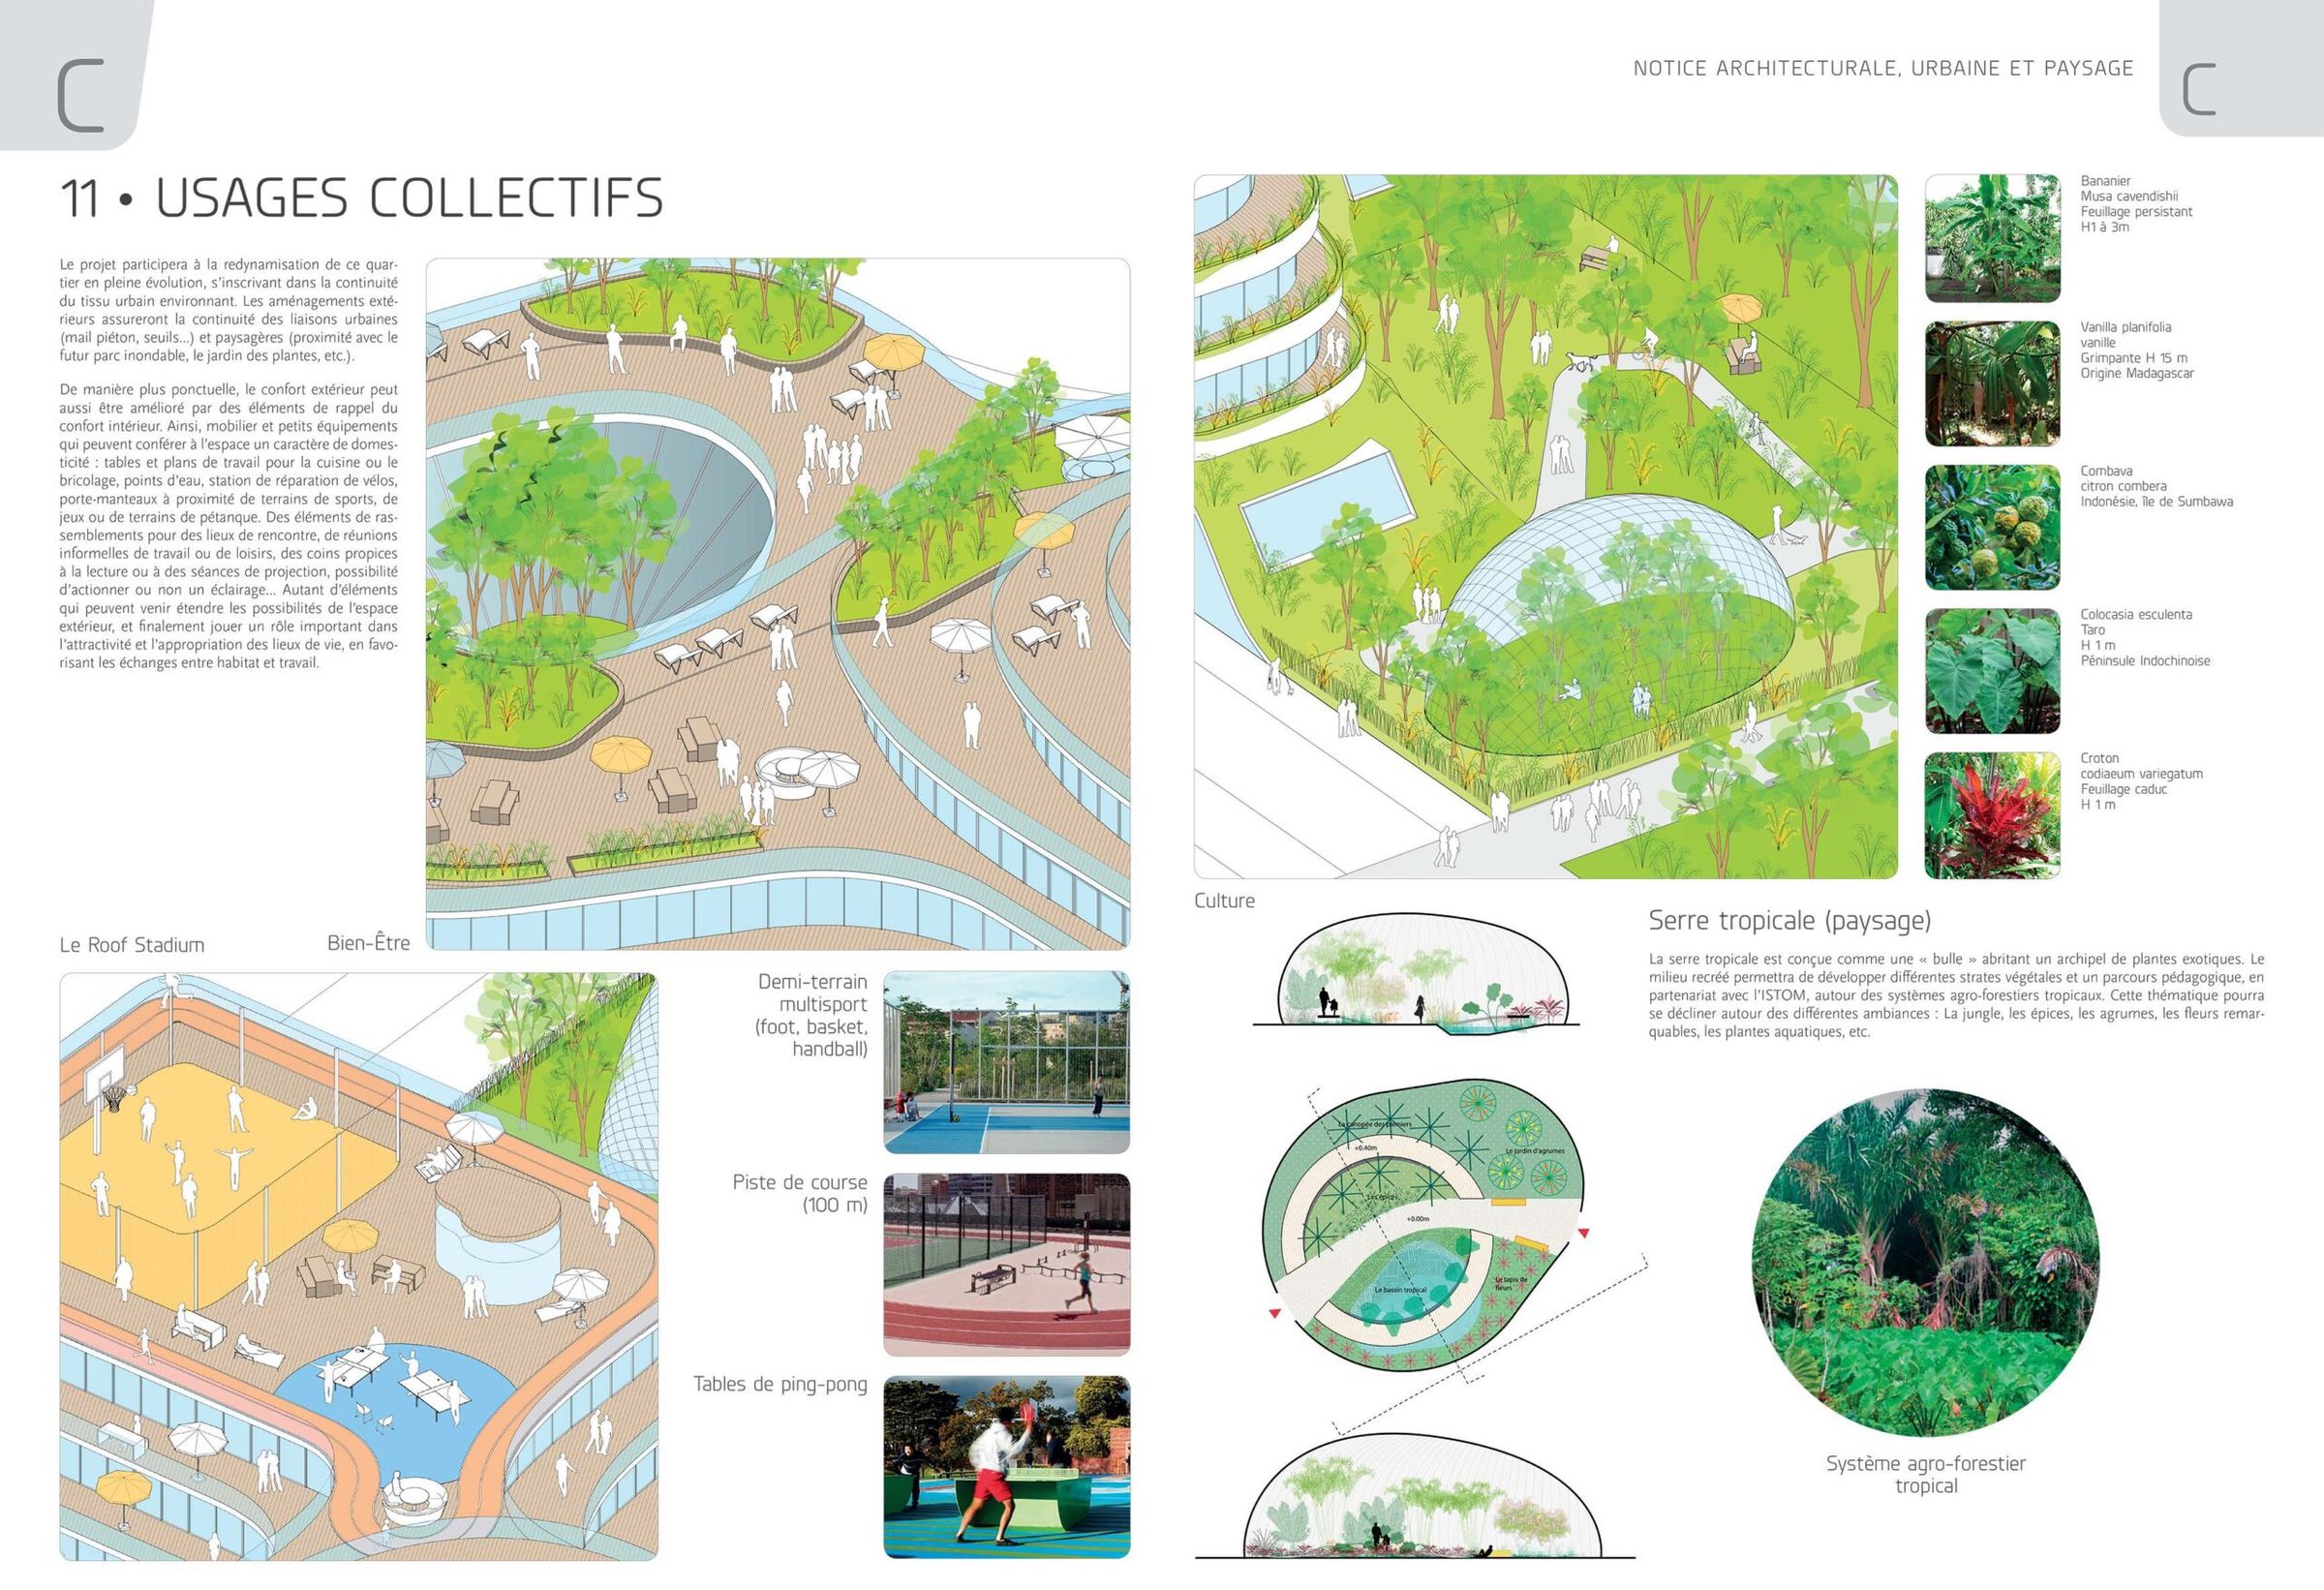 C
NOTICE ARCHITECTURALE, URBAINE ET PAYSAGE
C
11 • USAGES COLLECTIFS
Le projet participera à la redynamisation de ce quar-
tier en pleine évolution, s'inscrivant dans la continuité
du tissu urbain environnant. Les aménagements exté-
rieurs assureront la continuité des liaisons urbaines
(mail piéton, seuils...) et paysagères (proximité avec le
futur parc inondable, le jardin des plantes, etc.).
De manière plus ponctuelle, le confort extérieur peut
aussi être amélioré par des éléments de rappel du
confort intérieur. Ainsi, mobilier et petits équipements
qui peuvent conférer à l'espace un caractère de domes-
ticité : tables et plans de travail pour la cuisine ou le
bricolage, points d'eau, station de réparation de vélos,
porte-manteaux à proximité de terrains de sports, de
jeux ou de terrains de pétanque. Des éléments de ras-
semblements pour des lieux de rencontre, de réunions
informelles de travail ou de loisirs, des coins propices
à la lecture ou à des séances de projection, possibilité
d'actionner ou non un éclairage... Autant d'éléments
qui peuvent venir étendre les possibilités de l'espace
extérieur, et finalement jouer un rôle important dans
l'attractivité et l'appropriation des lieux de vie, en favo-
risant les échanges entre habitat et travail.
Le Roof Stadium
Bien-Être
Demi-terrain
multisport
(foot, basket,
handball)
Piste de course
(100 m)
Tables de ping-pong
Bananier
Musa cavendishii
Feuillage persistant
H1 à 3m
Vanilla planifolia
vanille
Grimpante H 15 m
Origine Madagascar
Combava
citron combera
Indonésie, île de Sumbawa
Colocasia esculenta
Taro
H 1 m
Péninsule Indochinoise
Croton
codiaeum variegatum
Feuillage caduc
H 1 m
Culture
Serre tropicale (paysage)
La serre tropicale est conçue comme une « bulle » abritant un archipel de plantes exotiques. Le
milieu recréé permettra de développer différentes strates végétales et un parcours pédagogique, en
partenariat avec l'ISTOM, autour des systèmes agro-forestiers tropicaux. Cette thématique pourra
se décliner autour des différentes ambiances : La jungle, les épices, les agrumes, les fleurs remar-
quables, les plantes aquatiques, etc.
La canopée des palmiers
+0.40m
Le jardin d'agrumes
Les épices
+0.00m
Le bassin tropical
Le tapis de
fleurs
Système agro-forestier
tropical